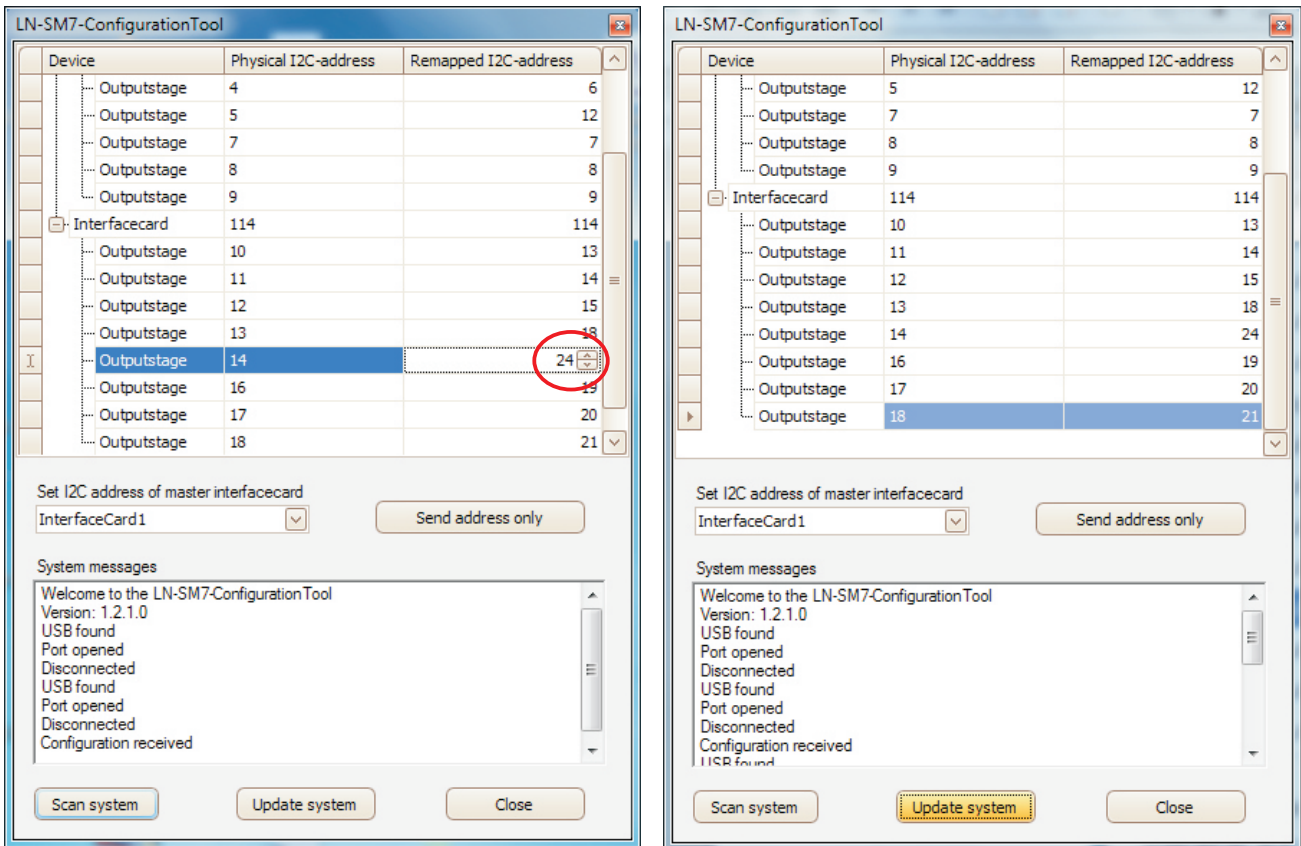 LN-SM7-ConfigurationTool
Device Physical I2C-address Remapped I2C-address
Outputstage 4 6
Outputstage 5 12
Outputstage 7 7
Outputstage 8 8
Outputstage 9 9
Interfacecard 114 114
Outputstage 10 13
Outputstage 11 14
Outputstage 12 15
Outputstage 13 18
Outputstage 14 24
Outputstage 16 19
Outputstage 17 20
Outputstage 18 21
Set I2C address of master interfacecard
InterfaceCard1 Send address only
System messages
Welcome to the LN-SM7-ConfigurationTool
Version: 1.2.1.0
USB found
Port opened
Disconnected
USB found
Port opened
Disconnected
Configuration received
Scan system Update system Close
LN-SM7-ConfigurationTool
Device Physical I2C-address Remapped I2C-address
Outputstage 5 12
Outputstage 7 7
Outputstage 8 8
Outputstage 9 9
Interfacecard 114 114
Outputstage 10 13
Outputstage 11 14
Outputstage 12 15
Outputstage 13 18
Outputstage 14 24
Outputstage 16 19
Outputstage 17 20
Outputstage 18 21
Set I2C address of master interfacecard
InterfaceCard1 Send address only
System messages
Welcome to the LN-SM7-ConfigurationTool
Version: 1.2.1.0
USB found
Port opened
Disconnected
USB found
Port opened
Disconnected
Configuration received
USB found
Scan system Update system Close